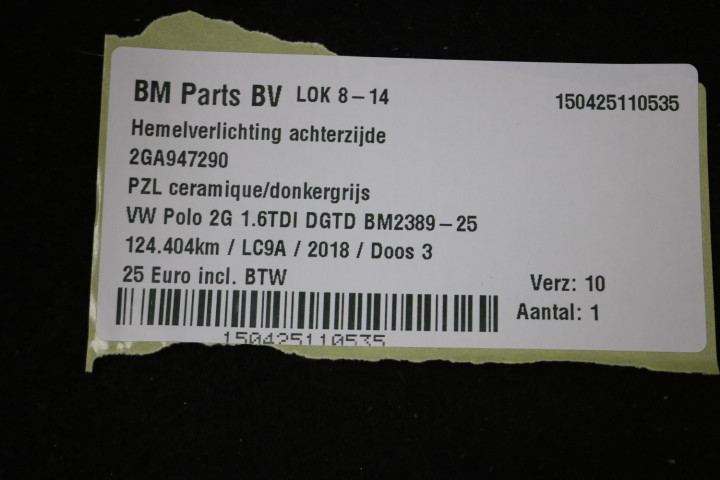 BM Parts BV LOK 8-14 150425110535
Hemelverlichting achterzijde
2GA947290
PZL ceramique/donkergrijs
VW Polo 2G 1.6TDI DGTD BM2389-25
124.404km / LC9A / 2018 / Doos 3
25 Euro incl. BTW Verz: 10
Aantal: 1
150425110535